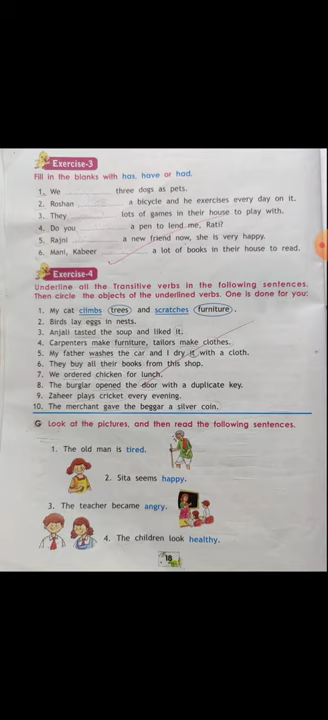 Exercise-3
Fill in the blanks with has, have or had.
1. We ____________ three dogs as pets.
2. Roshan ____________ a bicycle and he exercises every day on it.
3. They ____________ lots of games in their house to play with.
4. Do you ____________ a pen to lend me, Rati?
5. Rajni ____________ a new friend now, she is very happy.
6. Mani, Kabeer ____________ a lot of books in their house to read.
Exercise-4
Underline all the Transitive verbs in the following sentences.
Then circle the objects of the underlined verbs. One is done for you:
1. My cat climbs trees and scratches furniture.
2. Birds lay eggs in nests.
3. Anjali tasted the soup and liked it.
4. Carpenters make furniture, tailors make clothes.
5. My father washes the car and I dry it with a cloth.
6. They buy all their books from this shop.
7. We ordered chicken for lunch.
8. The burglar opened the door with a duplicate key.
9. Zaheer plays cricket every evening.
10. The merchant gave the beggar a silver coin.
G Look at the pictures, and then read the following sentences.
1. The old man is tired.
2. Sita seems happy.
3. The teacher became angry.
4. The children look healthy.
18